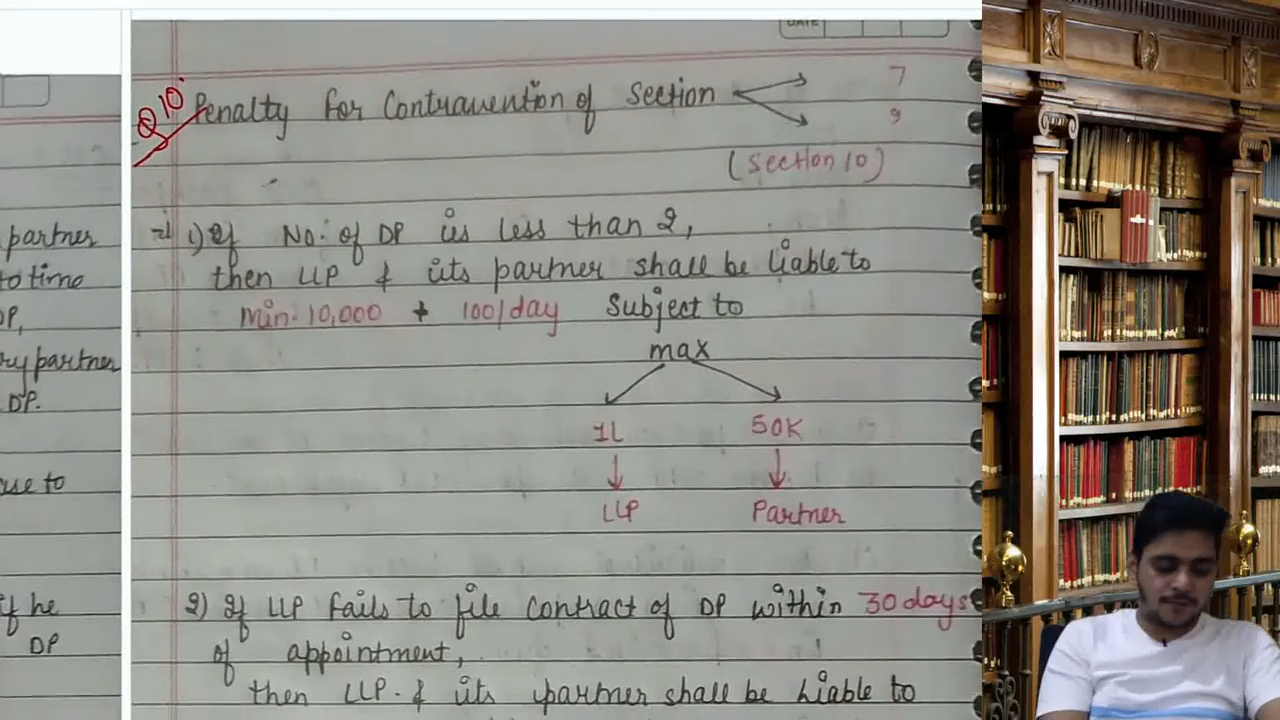 DATE
partner
to time
DP,
ry partner
DP.
use to
if he
DP
Q10
Penalty for Contravention of Section
7
9
(Section 10)
=> 1) If No. of DP is less than 2,
then LLP & its partner shall be liable to
min. 10,000 + 100/day Subject to
max
1L 50K
LLP Partner
2) If LLP fails to file Contract of DP within 30 days
of appointment,
then LLP & its partner shall be liable to